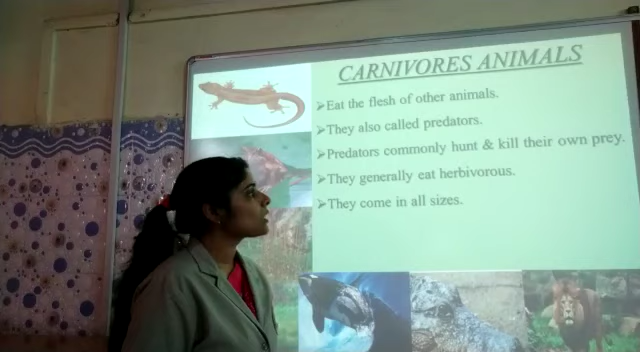 CARNIVORES ANIMALS
➢Eat the flesh of other animals.
➢They also called predators.
➢Predators commonly hunt & kill their own prey.
➢They generally eat herbivorous.
➢They come in all sizes.